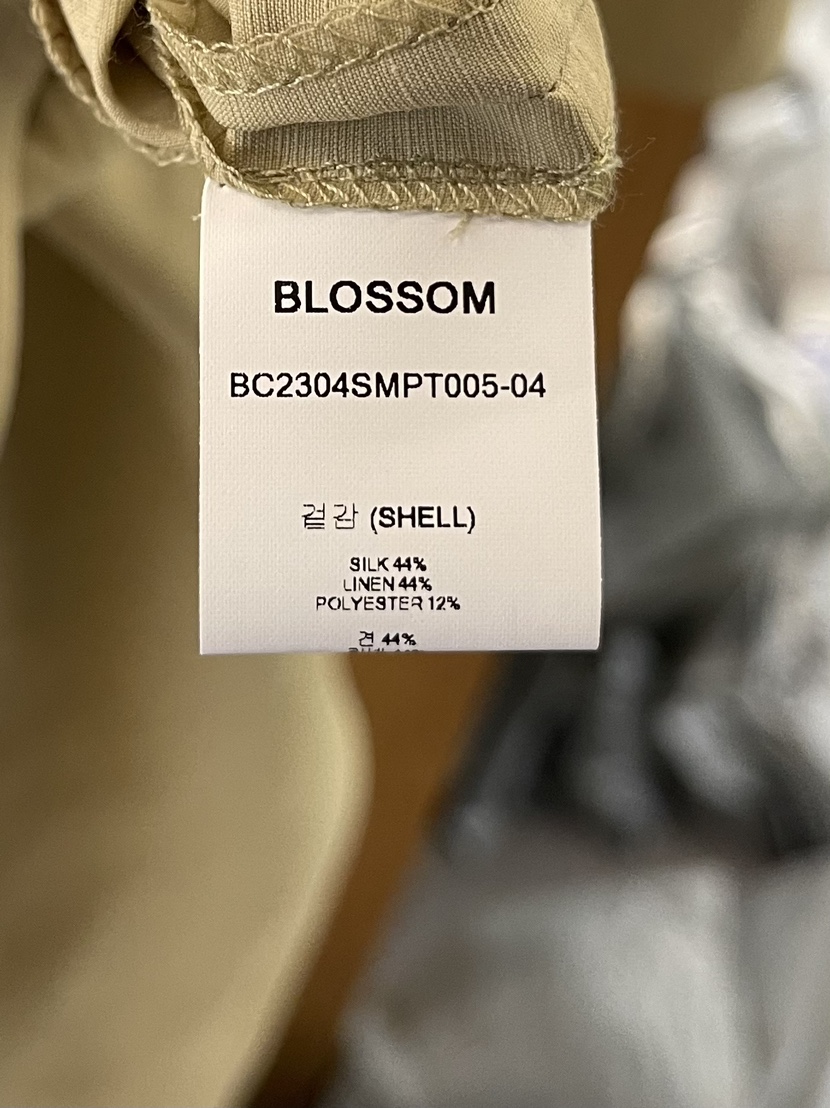 BLOSSOM
BC2304SMPT005-04
겉감 (SHELL)
SILK 44%
LINEN 44%
POLYESTER 12%
견 44%